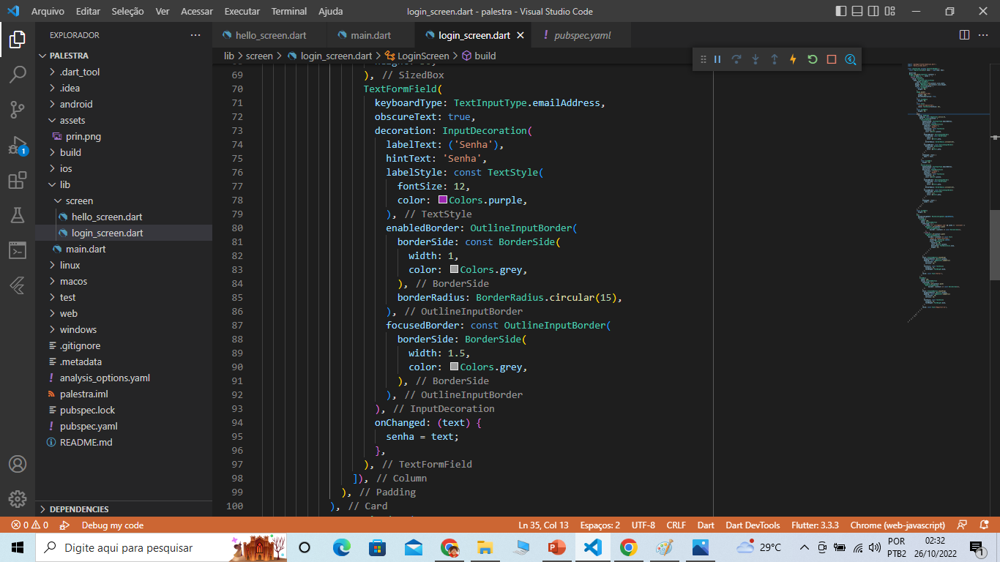 Arquivo Editar Seleção Ver Acessar Executar Terminal Ajuda login_screen.dart - palestra - Visual Studio Code
EXPLORADOR
hello_screen.dart main.dart login_screen.dart pubspec.yaml
lib screen login_screen.dart LoginScreen build
PALESTRA
.dart_tool
.idea
android
assets
prin.png
build
ios
lib
screen
hello_screen.dart
login_screen.dart
main.dart
linux
macos
test
web
windows
.gitignore
.metadata
analysis_options.yaml
palestra.iml
pubspec.lock
pubspec.yaml
README.md
DEPENDENCIES
1
69 ), // SizedBox
70 TextFormField(
71 keyboardType: TextInputType.emailAddress,
72 obscureText: true,
73 decoration: InputDecoration(
74 labelText: ('Senha'),
75 hintText: 'Senha',
76 labelStyle: const TextStyle(
77 fontSize: 12,
78 color: Colors.purple,
79 ), // TextStyle
80 enabledBorder: OutlineInputBorder(
81 borderSide: const BorderSide(
82 width: 1,
83 color: Colors.grey,
84 ), // BorderSide
85 borderRadius: BorderRadius.circular(15),
86 ), // OutlineInputBorder
87 focusedBorder: const OutlineInputBorder(
88 borderSide: BorderSide(
89 width: 1.5,
90 color: Colors.grey,
91 ), // BorderSide
92 ), // OutlineInputBorder
93 ), // InputDecoration
94 onChanged: (text) {
95 senha = text;
96 },
97 ), // TextFormField
98 ]), // Column
99 ), // Padding
100 ), // Card
0 0 Debug my code Ln 35, Col 13 Espaços: 2 UTF-8 CRLF Dart Dart DevTools Flutter: 3.3.3 Chrome (web-javascript)
Digite aqui para pesquisar
29°C
POR
PTB2
02:32
26/10/2022
1